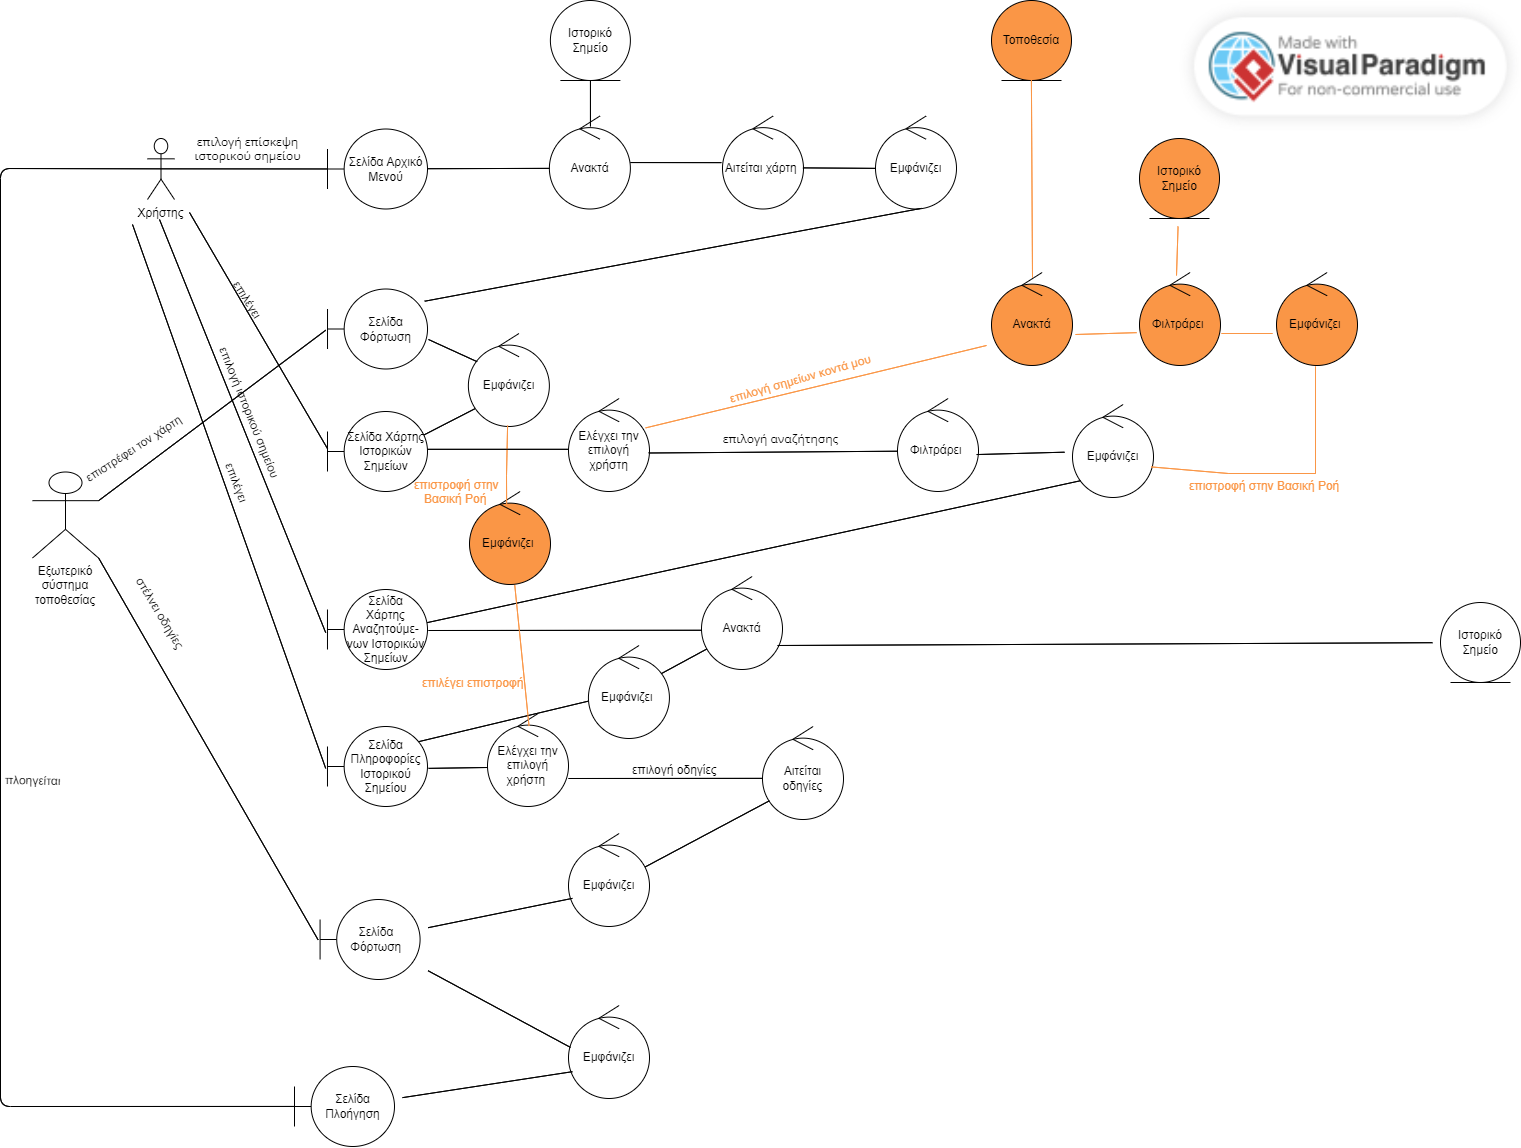 Ιστορικό
Σημείο
Τοποθεσία
Made with
Visual Paradigm
For non-commercial use
επιλογή επίσκεψη
ιστορικού σημείου
Χρήστης
Σελίδα Αρχικό
Μενού
Ανακτά
Αιτείται χάρτη
Εμφάνιζει
Ιστορικό
Σημείο
επιλέγει
Σελίδα
Φόρτωση
Ανακτά
Φιλτράρει
Εμφάνιζει
Εμφάνιζει
επιλογή σημείων κοντά μου
επιλογή ιστορικού σημείου
επιστρέφει τον χάρτη
Σελίδα Χάρτης
Ιστορικών
Σημείων
Ελέγχει την
επιλογή
χρήστη
επιλογή αναζήτησης
Φιλτράρει
Εμφάνιζει
επιλέγει
επιστροφή στην
Βασική Ροή
επιστροφή στην Βασική Ροή
Εμφάνιζει
Εξωτερικό
σύστημα
τοποθεσίας
στέλνει οδηγίες
Σελίδα
Χάρτης
Αναζητούμε-
νων Ιστορικών
Σημείων
Ανακτά
Ιστορικό
Σημείο
επιλέγει επιστροφή
Εμφάνιζει
Σελίδα
Πληροφορίες
Ιστορικού
Σημείου
Ελέγχει την
επιλογή
χρήστη
επιλογή οδηγίες
Αιτείται
οδηγίες
πλοηγείται
Εμφάνιζει
Σελίδα
Φόρτωση
Εμφάνιζει
Σελίδα
Πλοήγηση